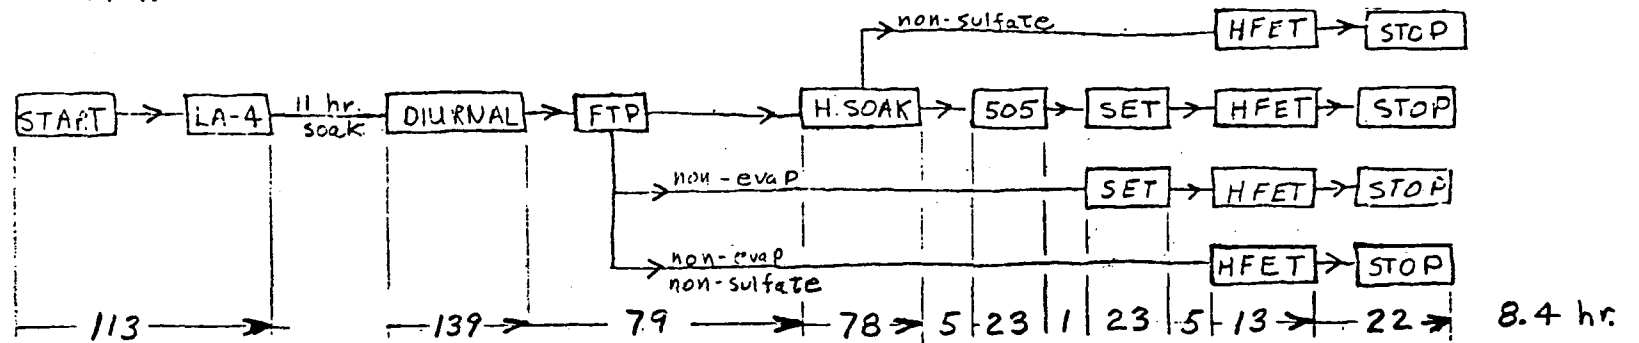 non-sulfate HFET STOP
START LA-4 11 hr. soak DIURNAL FTP H. SOAK 505 SET HFET STOP
non-evap SET HFET STOP
non-evap HFET STOP
non-sulfate
113 139 79 78 5 23 1 23 5 13 22 8.4 hr.